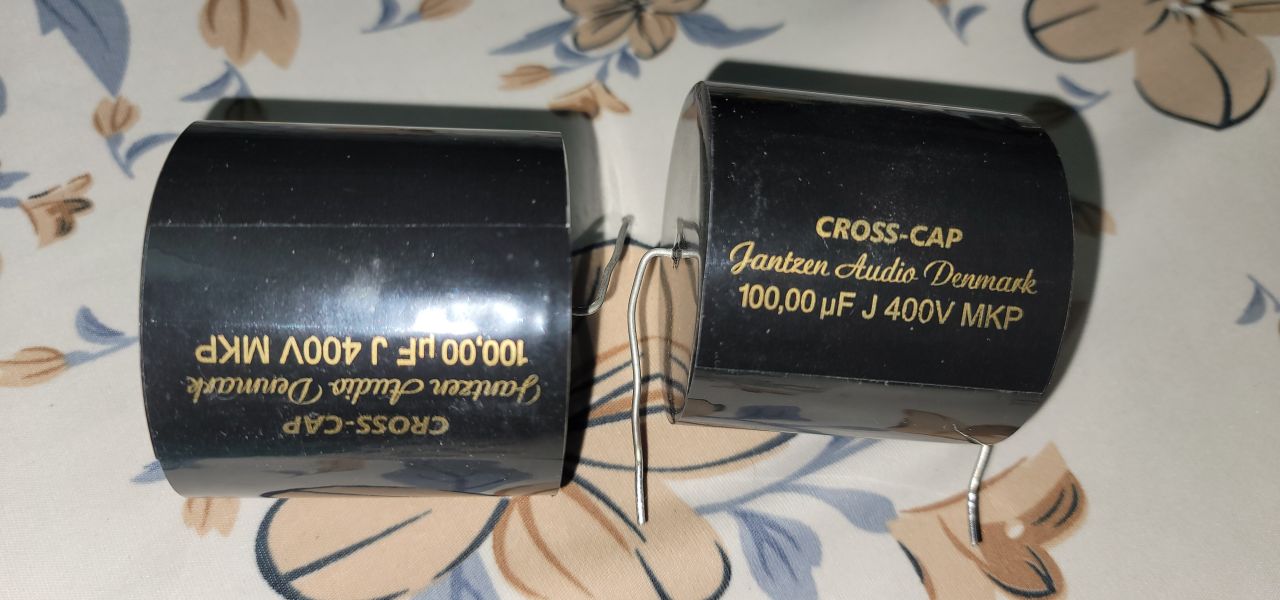 CROSS-CAP
Jantzen Audio Denmark
100,00 µF J 400V MKP
CROSS-CAP
Jantzen Audio Denmark
100,00 µF J 400V MKP